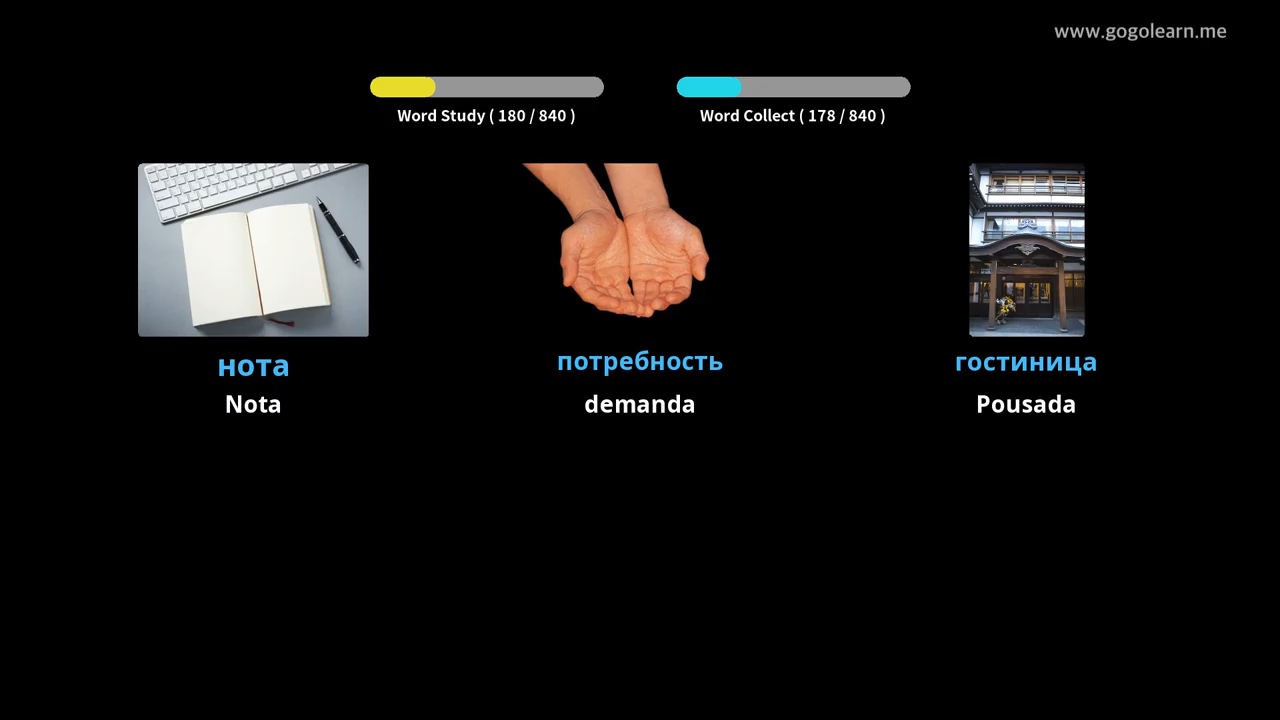 www.gogolearn.me
Word Study ( 180 / 840 )
Word Collect ( 178 / 840 )
нота
Nota
потребность
demanda
гостиница
Pousada